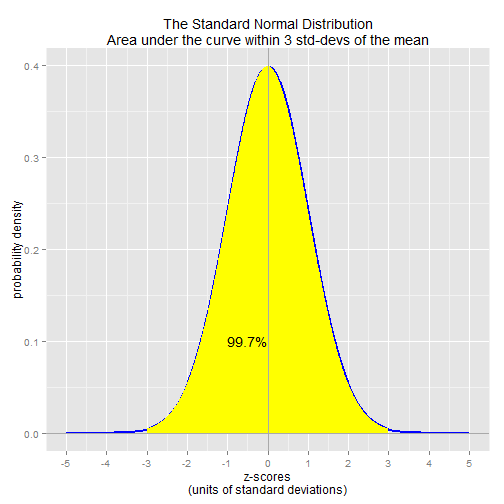 The Standard Normal Distribution
Area under the curve within 3 std-devs of the mean
probability density
0.4
0.3
0.2
0.1
0.0
99.7%
-5 -4 -3 -2 -1 0 1 2 3 4 5
z-scores
(units of standard deviations)